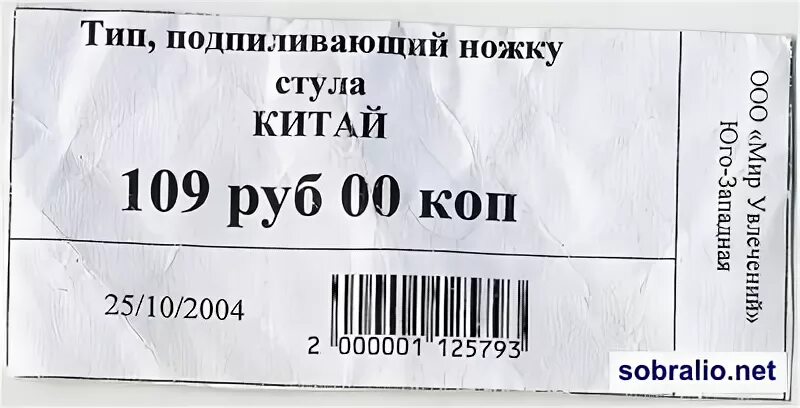 Тип, подпиливающий ножку
стула
КИТАЙ
109 руб 00 коп
25/10/2004
2 000001 125793
ООО «Мир Увлечений»
Юго-Западная
sobralio.net